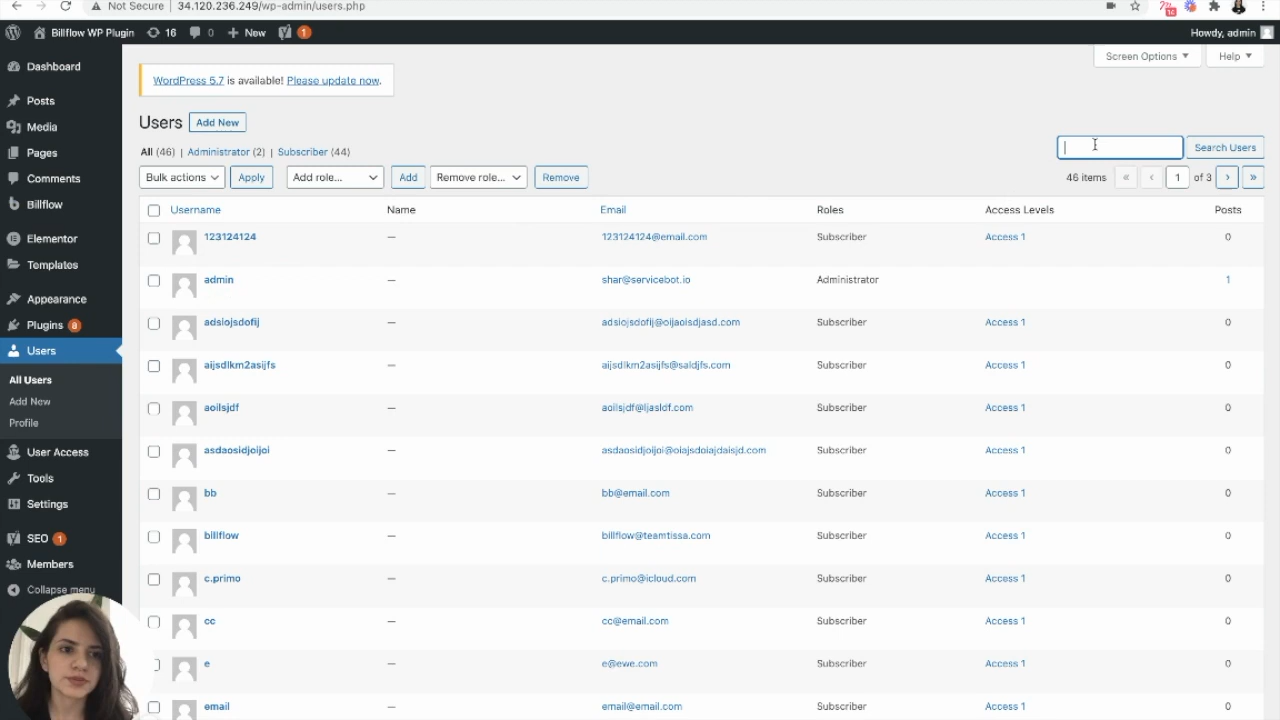 Not Secure | 34.120.236.249/wp-admin/users.php
Billflow WP Plugin 16 0 New 1 Howdy, admin
Screen Options Help
WordPress 5.7 is available! Please update now.
Users Add New
All (46) | Administrator (2) | Subscriber (44)
Search Users
Bulk actions Apply Add role... Add Remove role... Remove 46 items « ‹ 1 of 3 › »
Username Name Email Roles Access Levels Posts
123124124 — 123124124@email.com Subscriber Access 1 0
admin — shar@servicebot.io Administrator 1
adsiojsdofij — adsiojsdofij@oijaoisdjasd.com Subscriber Access 1 0
aijsdlkm2asijfs — aijsdlkm2asijfs@saldjfs.com Subscriber Access 1 0
aoilsjdf — aoilsjdf@ljasldf.com Subscriber Access 1 0
asdaosidjoijoi — asdaosidjoijoi@oiajsdoiajdaisjd.com Subscriber Access 1 0
bb — bb@email.com Subscriber Access 1 0
billflow — billflow@teamtissa.com Subscriber Access 1 0
c.primo — c.primo@icloud.com Subscriber Access 1 0
cc — cc@email.com Subscriber Access 1 0
e — e@ewe.com Subscriber Access 1 0
email — email@email.com Subscriber Access 1 0
Dashboard
Posts
Media
Pages
Comments
Billflow
Elementor
Templates
Appearance
Plugins 8
Users
All Users
Add New
Profile
User Access
Tools
Settings
SEO 1
Members
Collapse menu